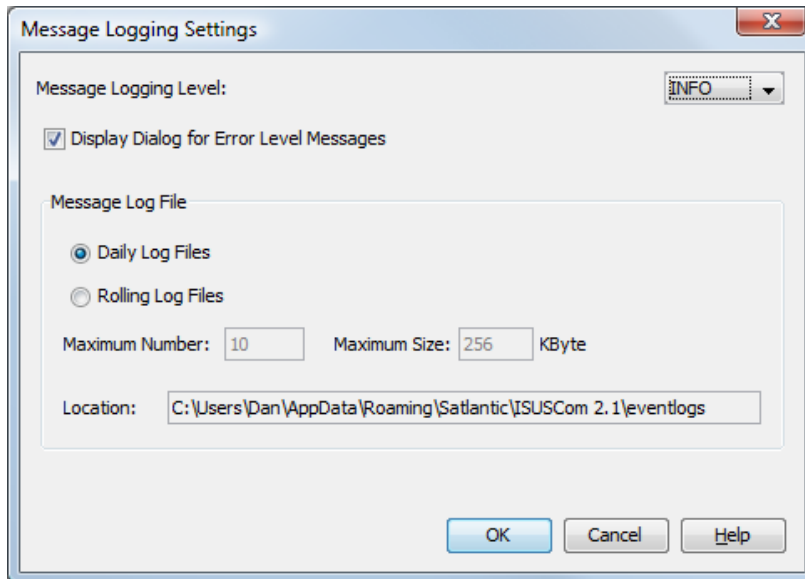 Message Logging Settings
Message Logging Level: INFO
Display Dialog for Error Level Messages
Message Log File
Daily Log Files
Rolling Log Files
Maximum Number: 10 Maximum Size: 256 KByte
Location: C:\Users\Dan\AppData\Roaming\Satlantic\ISUSCom 2.1\eventlogs
OK Cancel Help